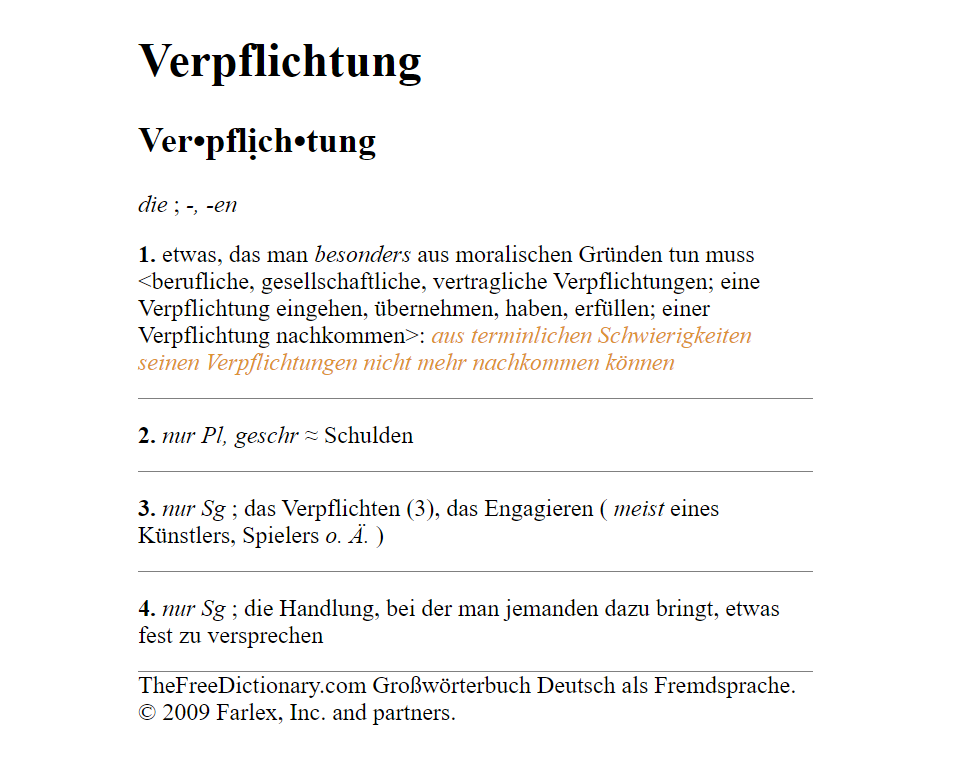 Verpflichtung
Ver•pflịch•tung
die ; -, -en
1. etwas, das man besonders aus moralischen Gründen tun muss
<berufliche, gesellschaftliche, vertragliche Verpflichtungen; eine
Verpflichtung eingehen, übernehmen, haben, erfüllen; einer
Verpflichtung nachkommen>: aus terminlichen Schwierigkeiten
seinen Verpflichtungen nicht mehr nachkommen können
2. nur Pl, geschr ≈ Schulden
3. nur Sg ; das Verpflichten (3), das Engagieren ( meist eines
Künstlers, Spielers o. Ä. )
4. nur Sg ; die Handlung, bei der man jemanden dazu bringt, etwas
fest zu versprechen
TheFreeDictionary.com Großwörterbuch Deutsch als Fremdsprache.
© 2009 Farlex, Inc. and partners.